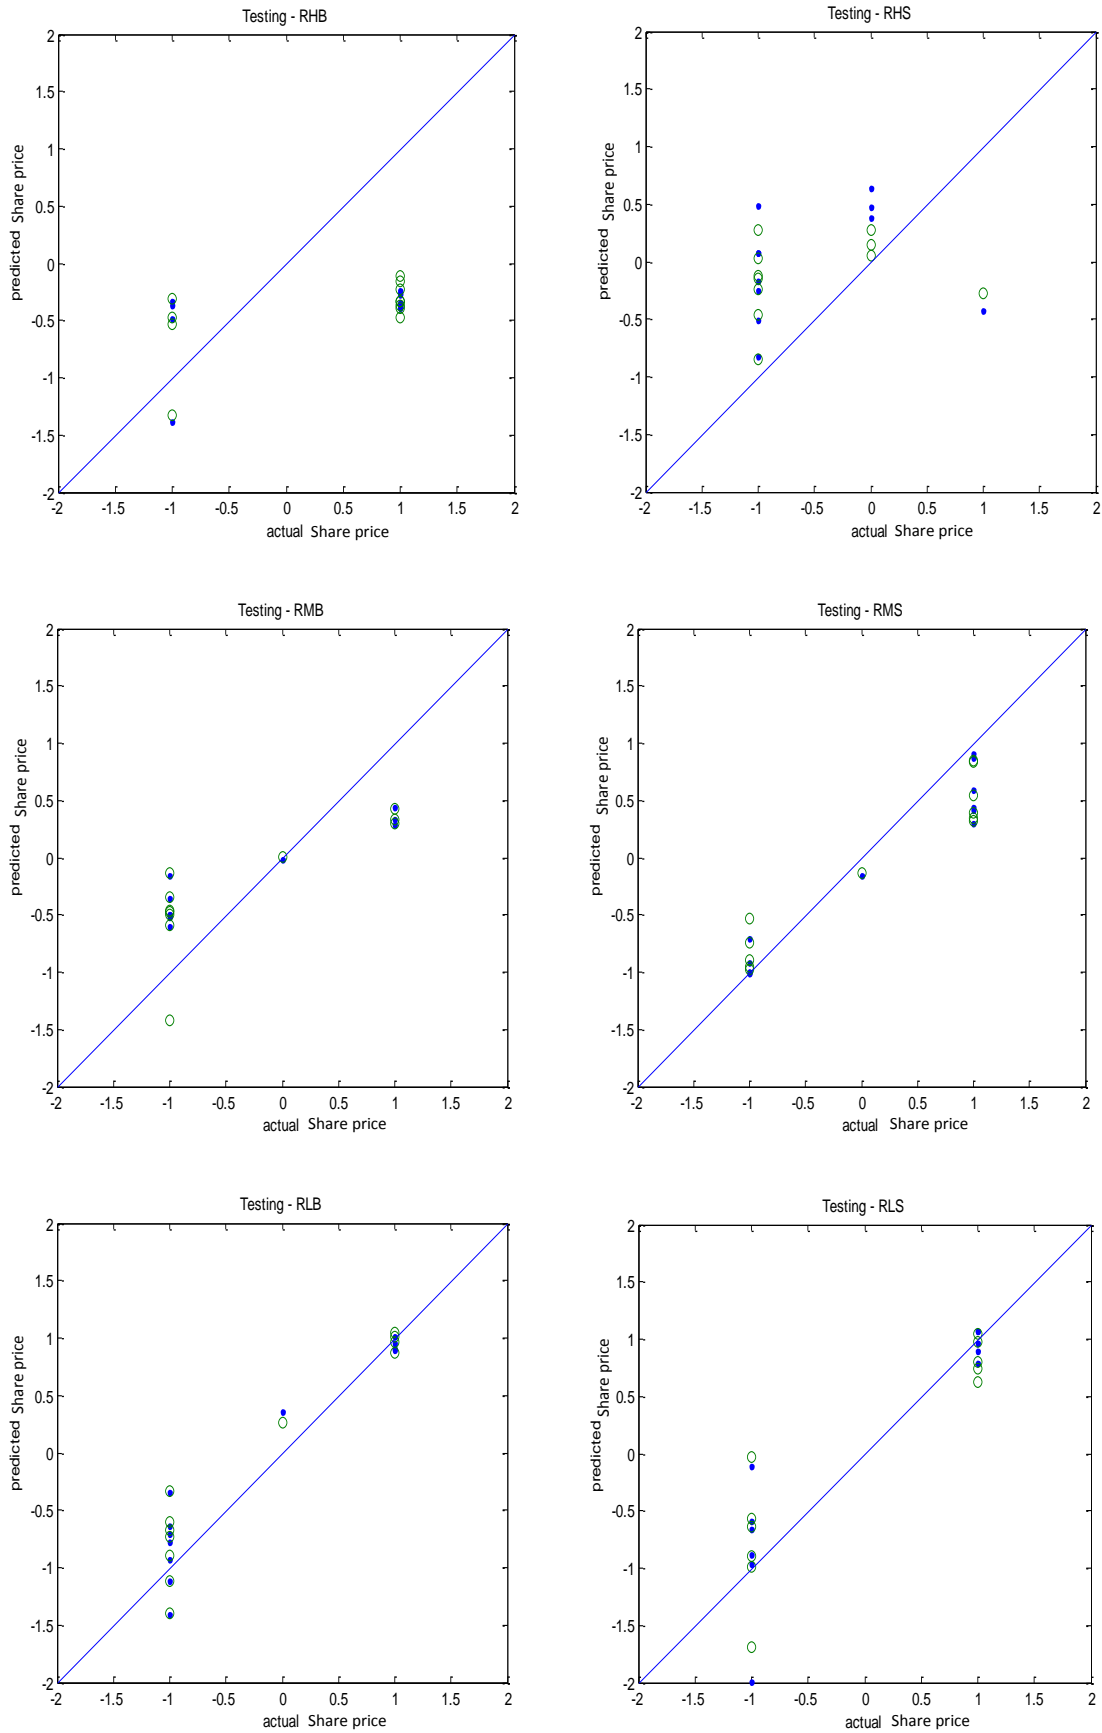 Testing - RHB
2
1.5
1
0.5
0
-0.5
-1
-1.5
-2
predicted Share price
-2 -1.5 -1 -0.5 0 0.5 1 1.5 2
actual Share price
Testing - RHS
2
1.5
1
0.5
0
-0.5
-1
-1.5
-2
predicted Share price
-2 -1.5 -1 -0.5 0 0.5 1 1.5 2
actual Share price
Testing - RMB
2
1.5
1
0.5
0
-0.5
-1
-1.5
-2
predicted Share price
-2 -1.5 -1 -0.5 0 0.5 1 1.5 2
actual Share price
Testing - RMS
2
1.5
1
0.5
0
-0.5
-1
-1.5
-2
predicted Share price
-2 -1.5 -1 -0.5 0 0.5 1 1.5 2
actual Share price
Testing - RLB
2
1.5
1
0.5
0
-0.5
-1
-1.5
-2
predicted Share price
-2 -1.5 -1 -0.5 0 0.5 1 1.5 2
actual Share price
Testing - RLS
2
1.5
1
0.5
0
-0.5
-1
-1.5
-2
predicted Share price
-2 -1.5 -1 -0.5 0 0.5 1 1.5 2
actual Share price